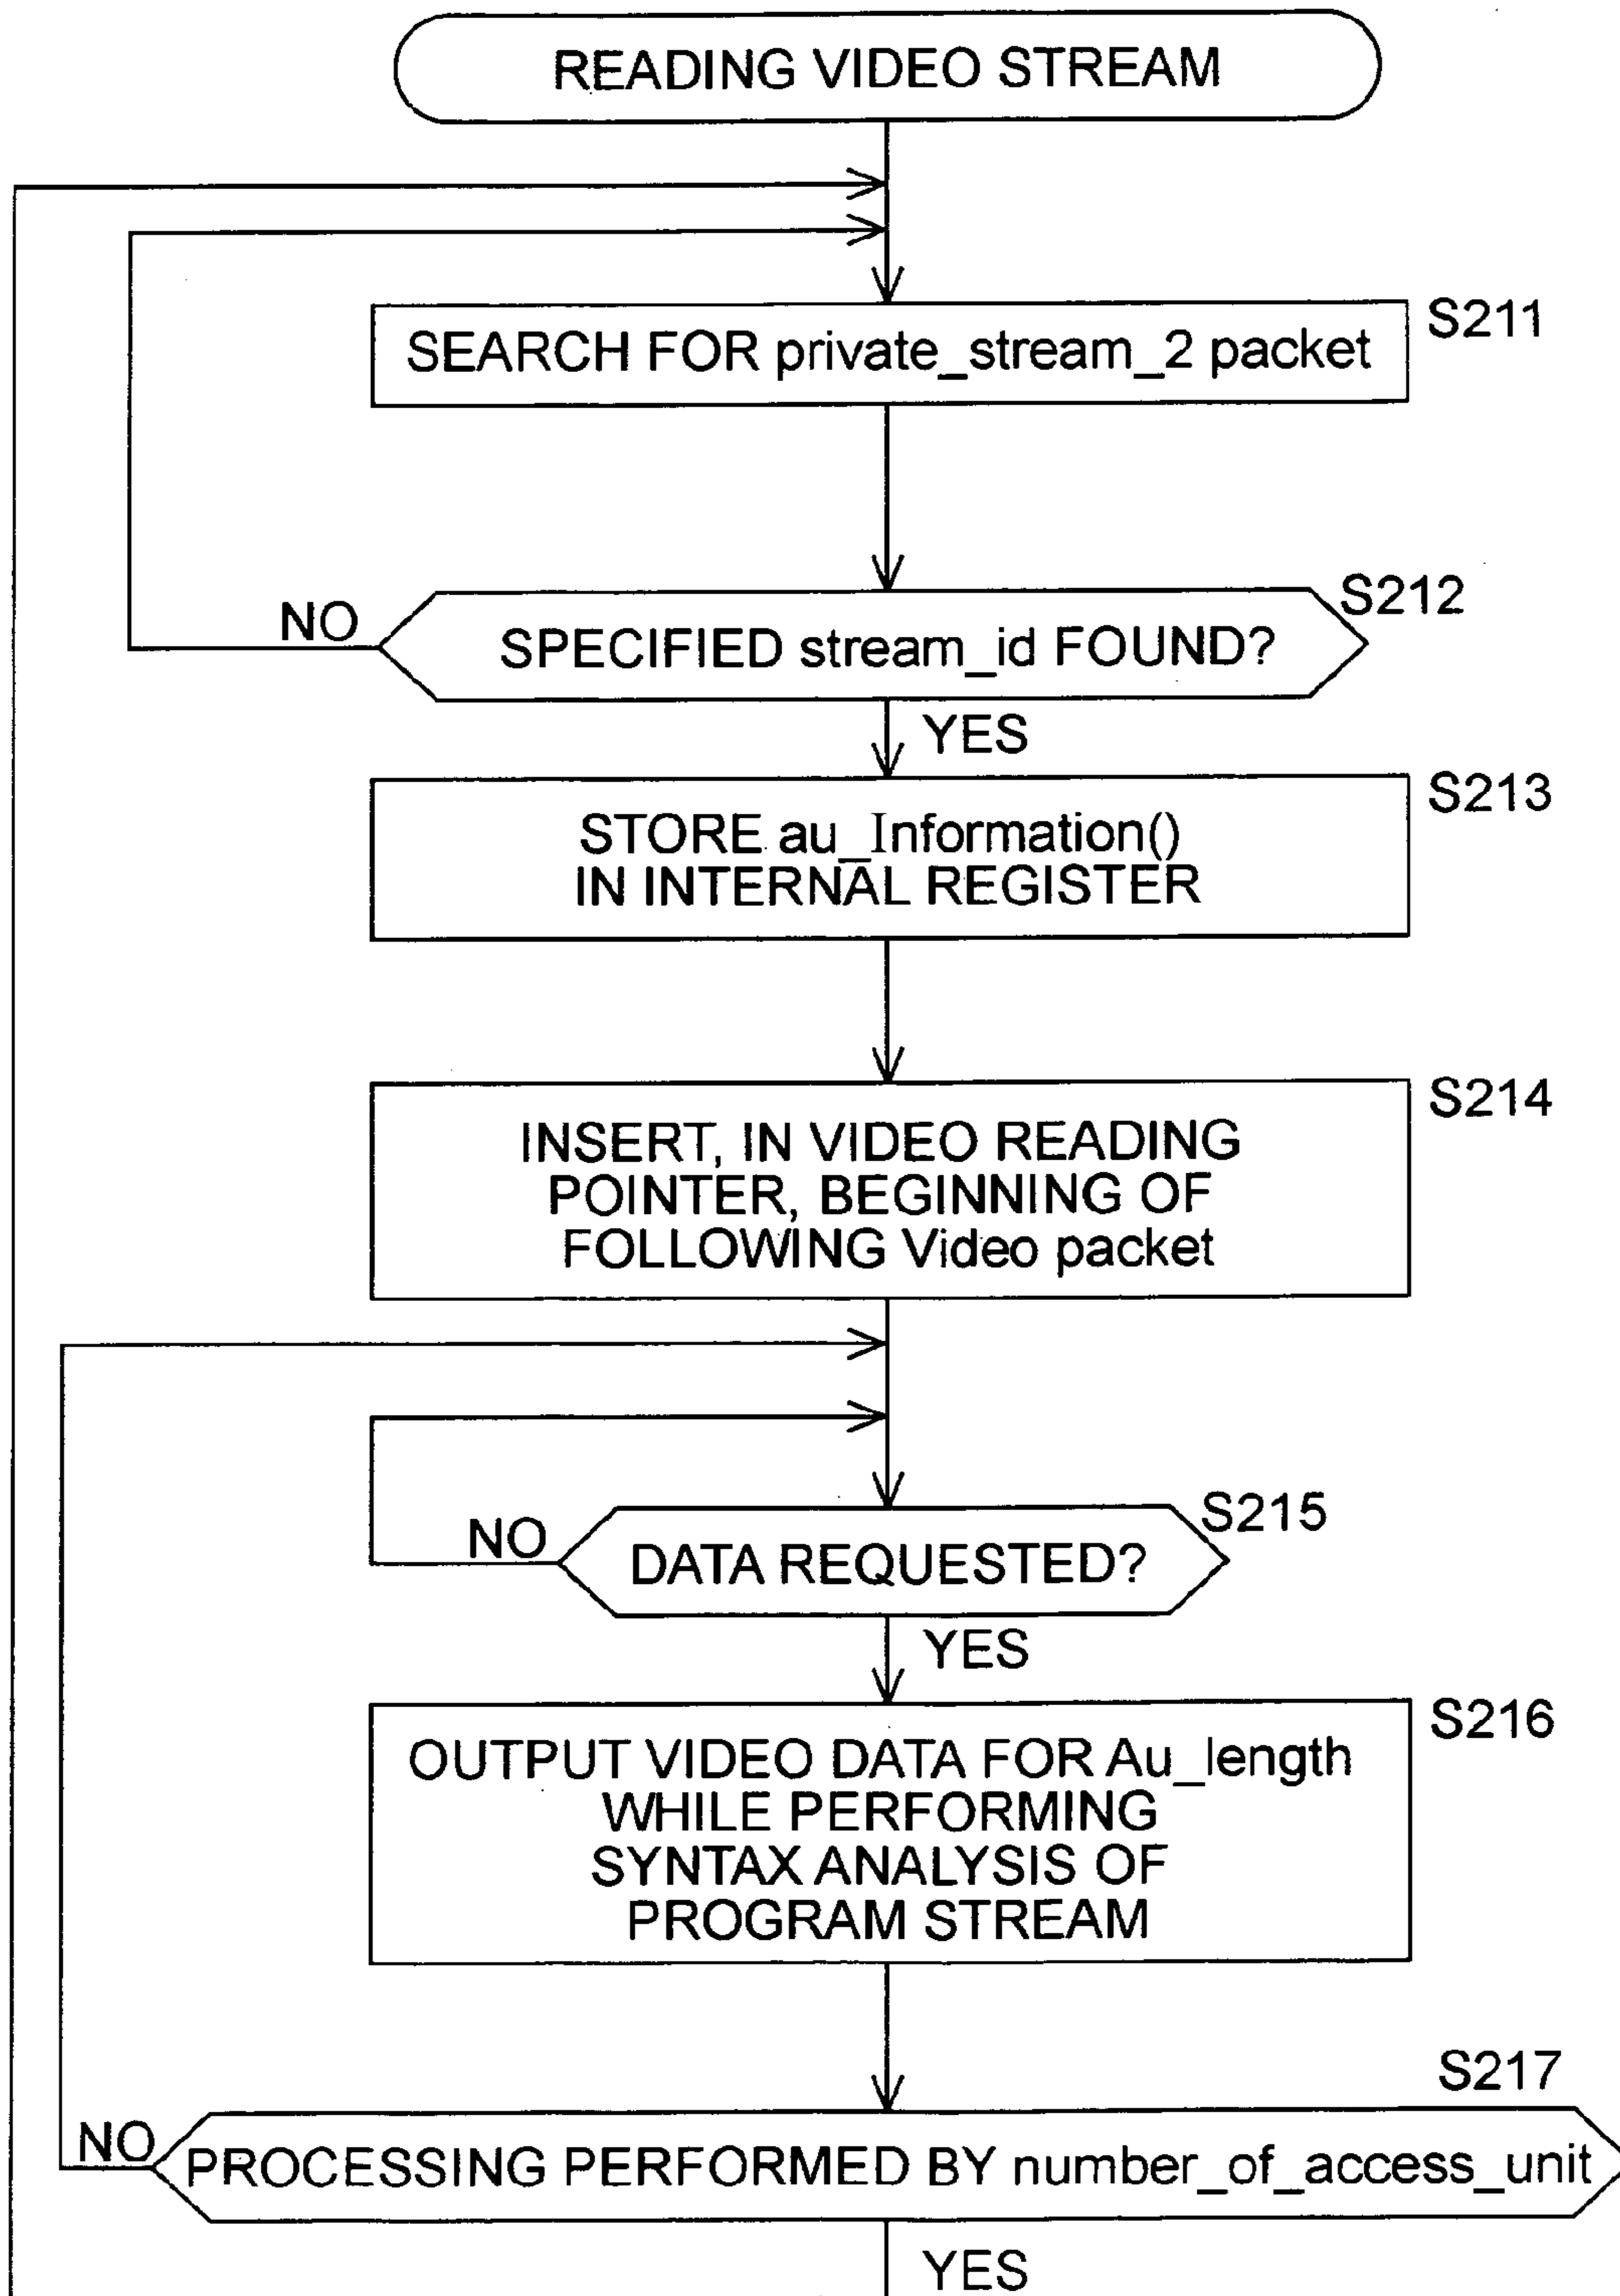 READING VIDEO STREAM
S211
SEARCH FOR private_stream_2 packet
S212
NO
SPECIFIED stream_id FOUND?
YES
S213
STORE au_Information()
IN INTERNAL REGISTER
S214
INSERT, IN VIDEO READING
POINTER, BEGINNING OF
FOLLOWING Video packet
S215
NO
DATA REQUESTED?
YES
S216
OUTPUT VIDEO DATA FOR Au_length
WHILE PERFORMING
SYNTAX ANALYSIS OF
PROGRAM STREAM
S217
NO
PROCESSING PERFORMED BY number_of_access_unit
YES